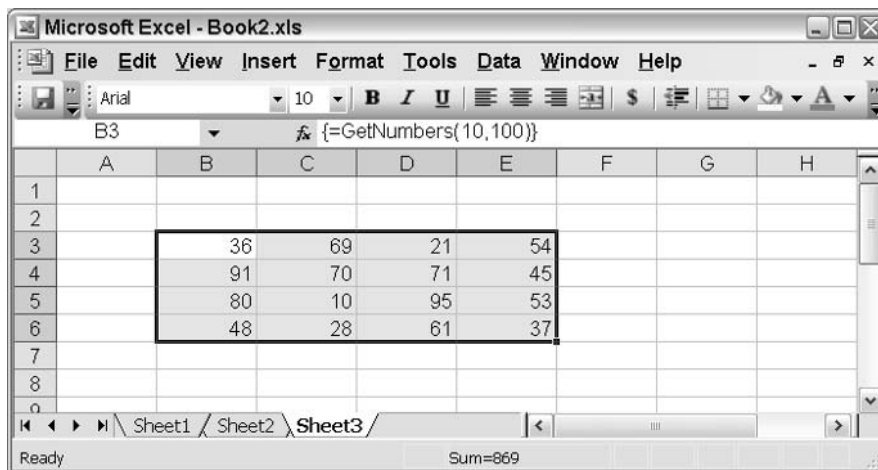 Microsoft Excel - Book2.xls
File Edit View Insert Format Tools Data Window Help
Arial 10 B I U $ A
B3 fx {=GetNumbers(10,100)}
A B C D E F G H
1
2
3 36 69 21 54
4 91 70 71 45
5 80 10 95 53
6 48 28 61 37
7
8
9
Sheet1 Sheet2 Sheet3
Ready Sum=869